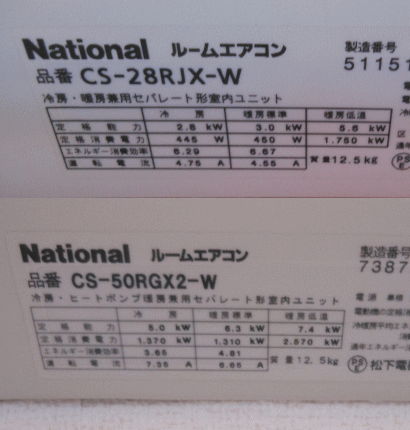 National ルームエアコン 製造番号
品番 CS-28RJX-W 51151
冷房・暖房兼用セパレート形室内ユニット
冷房 暖房標準 暖房低温
定格能力 2.8 kW 3.0 kW 5.6 kW
定格消費電力 445 W 450 W 1.750 kW
エネルギー消費効率 6.29 6.67
運転電流 4.75 A 4.55 A 質量12.5kg
National ルームエアコン 製造番号
品番 CS-50RGX2-W 7387
冷房・ヒートポンプ暖房兼用セパレート形室内ユニット
冷房 暖房標準 暖房低温 電源
定格能力 5.0 kW 6.3 kW 7.4 kW
定格消費電力 1.370 kW 1.310 kW 2.570 kW
エネルギー消費効率 3.65 4.81
運転電流 7.35 A 6.65 A 質量12.5kg 松下電